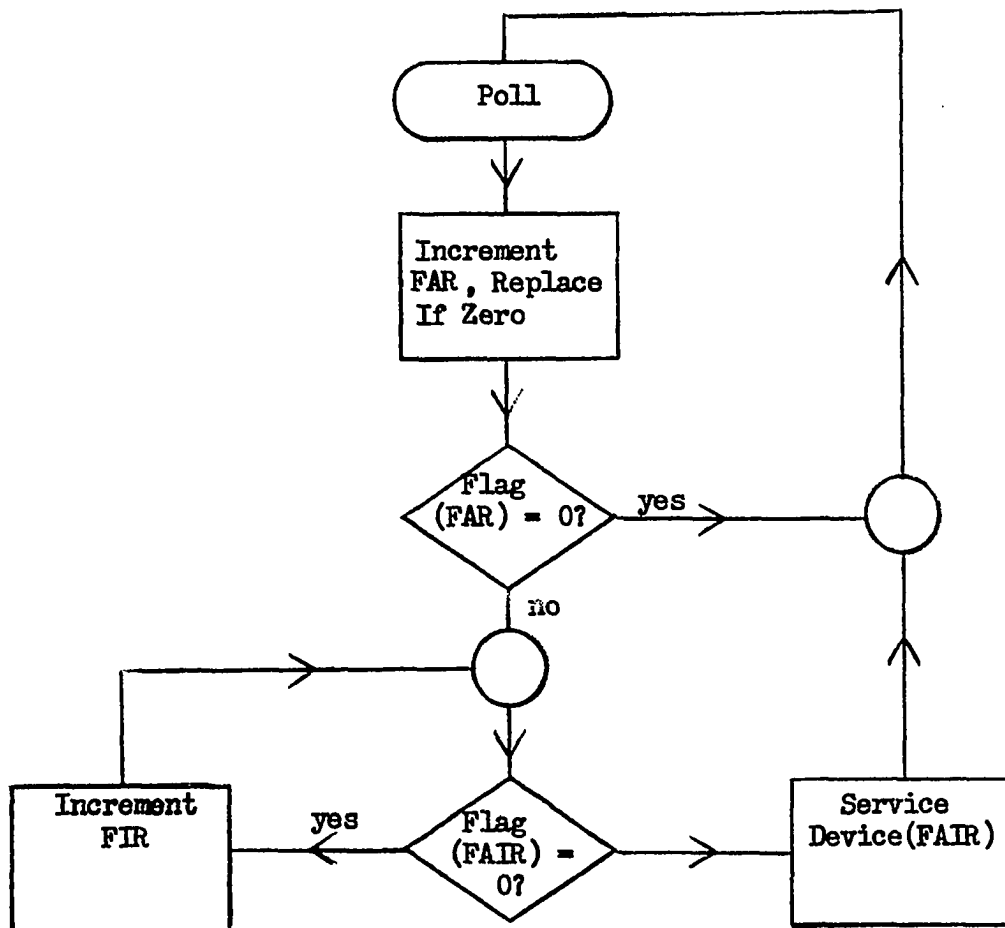 Poll
Increment
FAR, Replace
If Zero
Flag
(FAR) = 0?
yes
no
Increment
FIR
yes
Flag
(FAIR) =
0?
Service
Device(FAIR)